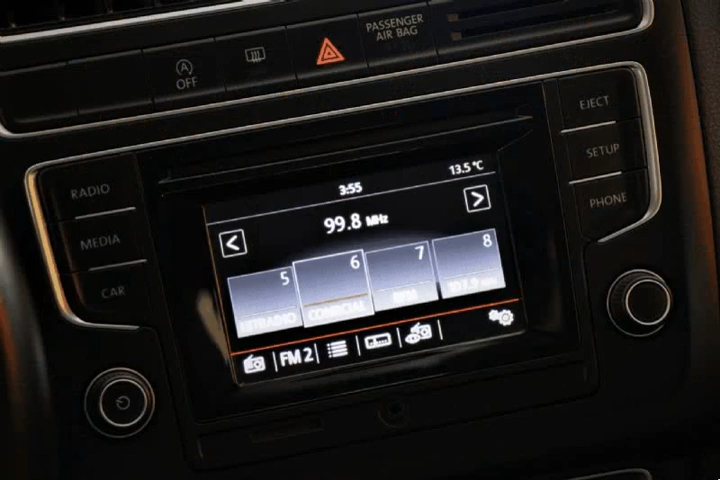 PASSENGER
AIR BAG
A
OFF
EJECT
SETUP
PHONE
RADIO
MEDIA
CAR
13.5 °C
3:55
99.8 MHz
<
>
5
6
7
8
FM 2